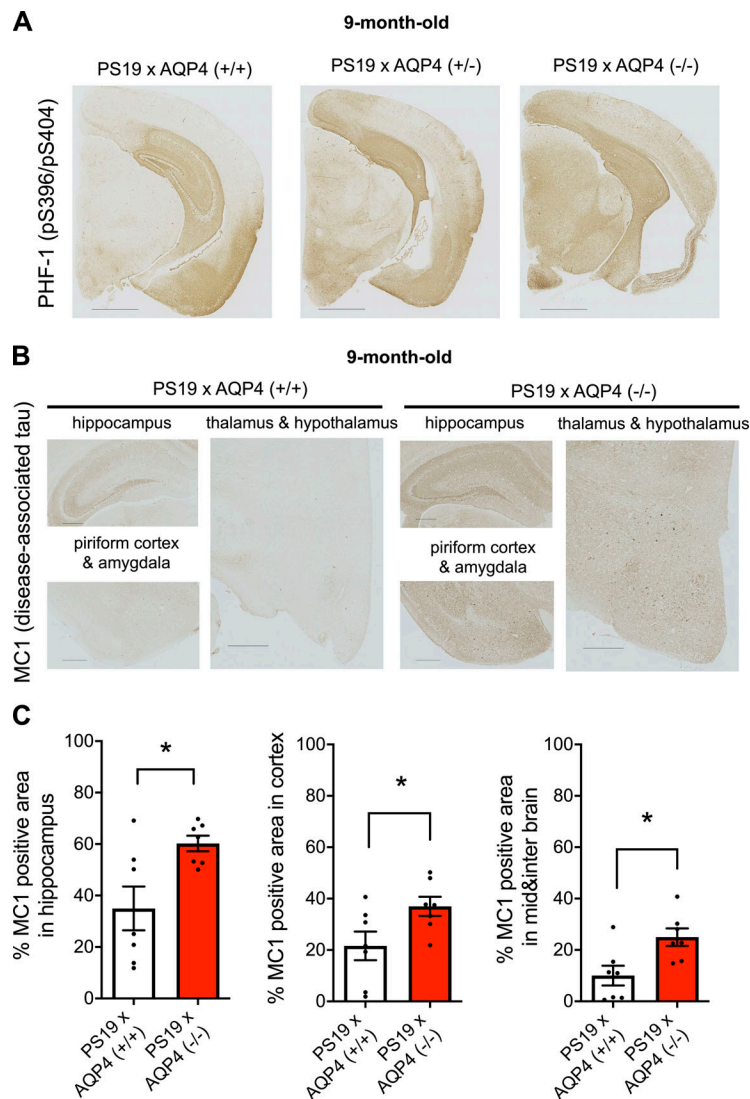 A
9-month-old
PS19 x AQP4 (+/+)
PS19 x AQP4 (+/-)
PS19 x AQP4 (-/-)
PHF-1 (pS396/pS404)
B
9-month-old
PS19 x AQP4 (+/+)
PS19 x AQP4 (-/-)
MC1 (disease-associated tau)
hippocampus
thalamus & hypothalamus
hippocampus
thalamus & hypothalamus
piriform cortex
& amygdala
piriform cortex
& amygdala
C
% MC1 positive area
in hippocampus
100
80
60
40
20
0
*
PS19 x
AQP4 (+/+)
PS19 x
AQP4 (-/-)
% MC1 positive area in cortex
100
80
60
40
20
0
*
PS19 x
AQP4 (+/+)
PS19 x
AQP4 (-/-)
% MC1 positive area
in mid&inter brain
100
80
60
40
20
0
*
PS19 x
AQP4 (+/+)
PS19 x
AQP4 (-/-)